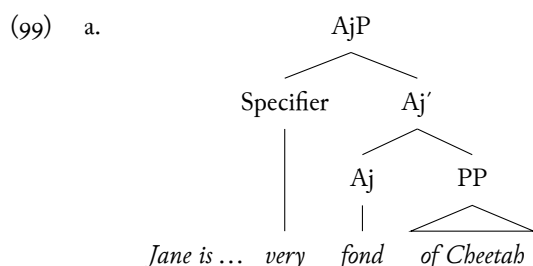 (99) a. AjP
Specifier Aj′
Aj PP
Jane is … very fond of Cheetah